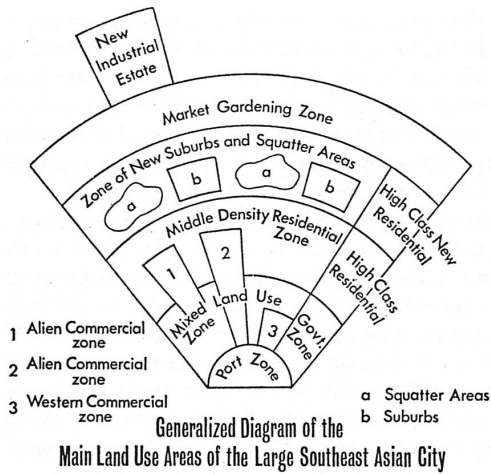 New
Industrial
Estate
Market Gardening Zone
Zone of New Suburbs and Squatter Areas
a
b
a
b
High Class New
Residential
Middle Density Residential
Zone
High Class
Residential
1
2
Mixed Land Use
Zone
3
Govt.
Zone
Port Zone
1 Alien Commercial
zone
2 Alien Commercial
zone
3 Western Commercial
zone
a Squatter Areas
b Suburbs
Generalized Diagram of the
Main Land Use Areas of the Large Southeast Asian City